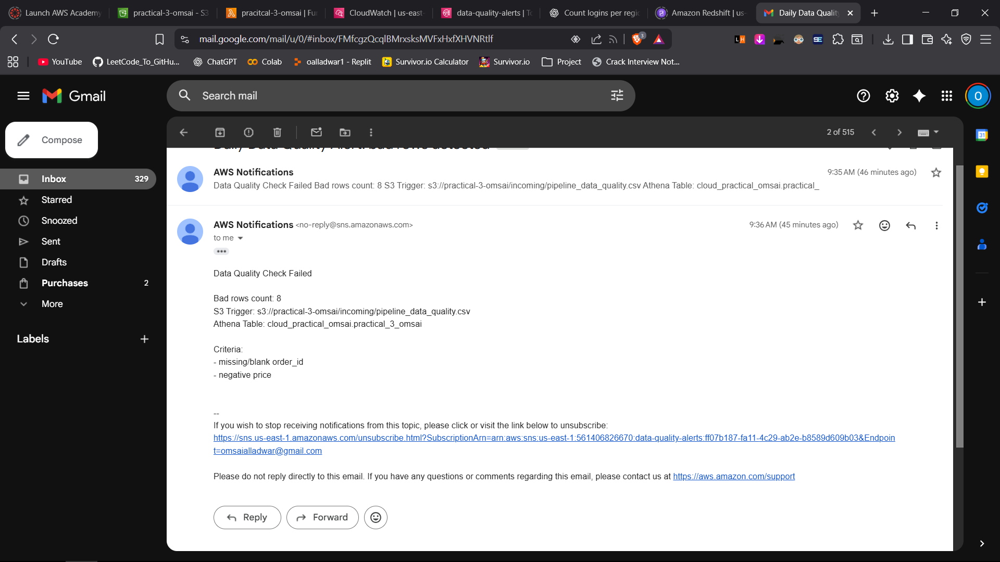 Launch AWS Academy
practical-3-omsai - S3
pracitcal-3-omsai | Fu
CloudWatch | us-east-
data-quality-alerts | To
Count logins per regio
Amazon Redshift | us-
Daily Data Quality
mail.google.com/mail/u/0/#inbox/FMfcgzQcqlBMrxsksMVFxHxfXHVNRtlf
3
LH
SE
YouTube
LeetCode_To_GitHu...
ChatGPT
Colab
oalladwar1 - Replit
Survivor.io Calculator
Survivor.io
Project
Crack Interview Not...
Gmail
Search mail
O
Compose
2 of 515
31
Inbox 329
Starred
Snoozed
Sent
Drafts
Purchases 2
More
Labels
Daily Data Quality Alert: bad rows detected
AWS Notifications
9:35 AM (46 minutes ago)
Data Quality Check Failed Bad rows count: 8 S3 Trigger: s3://practical-3-omsai/incoming/pipeline_data_quality.csv Athena Table: cloud_practical_omsai.practical_
AWS Notifications <no-reply@sns.amazonaws.com>
9:36 AM (45 minutes ago)
to me
Data Quality Check Failed
Bad rows count: 8
S3 Trigger: s3://practical-3-omsai/incoming/pipeline_data_quality.csv
Athena Table: cloud_practical_omsai.practical_3_omsai
Criteria:
- missing/blank order_id
- negative price
--
If you wish to stop receiving notifications from this topic, please click or visit the link below to unsubscribe:
https://sns.us-east-1.amazonaws.com/unsubscribe.html?SubscriptionArn=arn:aws:sns:us-east-1:561406826670:data-quality-alerts:ff07b187-fa11-4c29-ab2e-b8589d609b03&Endpoin
t=omsaialladwar@gmail.com
Please do not reply directly to this email. If you have any questions or comments regarding this email, please contact us at https://aws.amazon.com/support
Reply
Forward